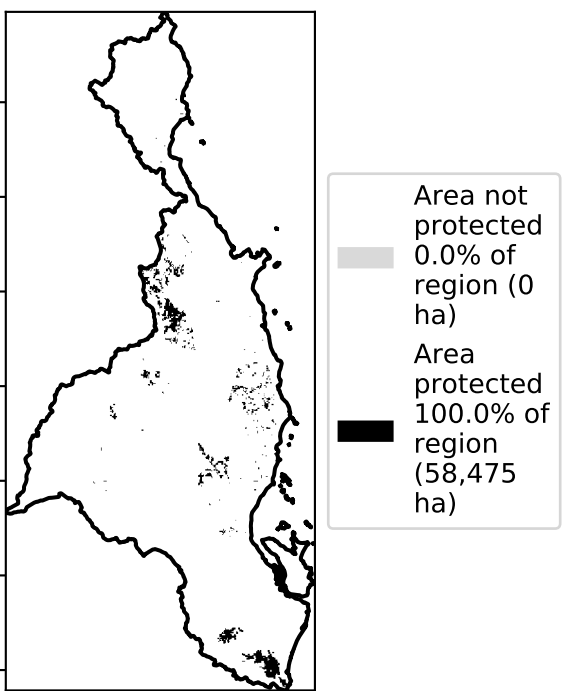 Area not
protected
0.0% of
region (0
ha)
Area
protected
100.0% of
region
(58,475
ha)